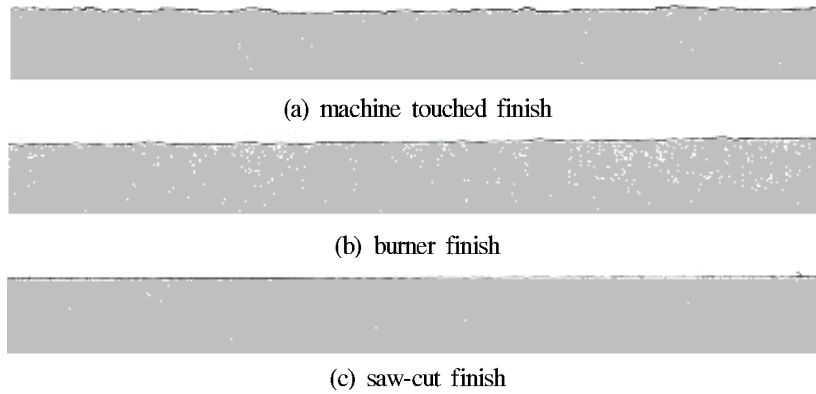 (a) machine touched finish
(b) burner finish
(c) saw-cut finish